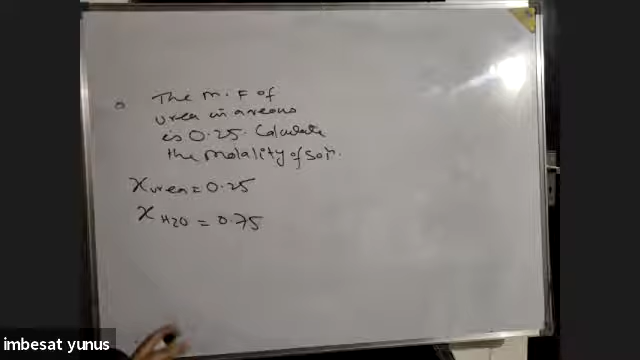 The M.F of
urea in aqeous
is 0.25. Calculate
the molality of soln.
X urea = 0.25
X H2O = 0.75
imbesat yunus